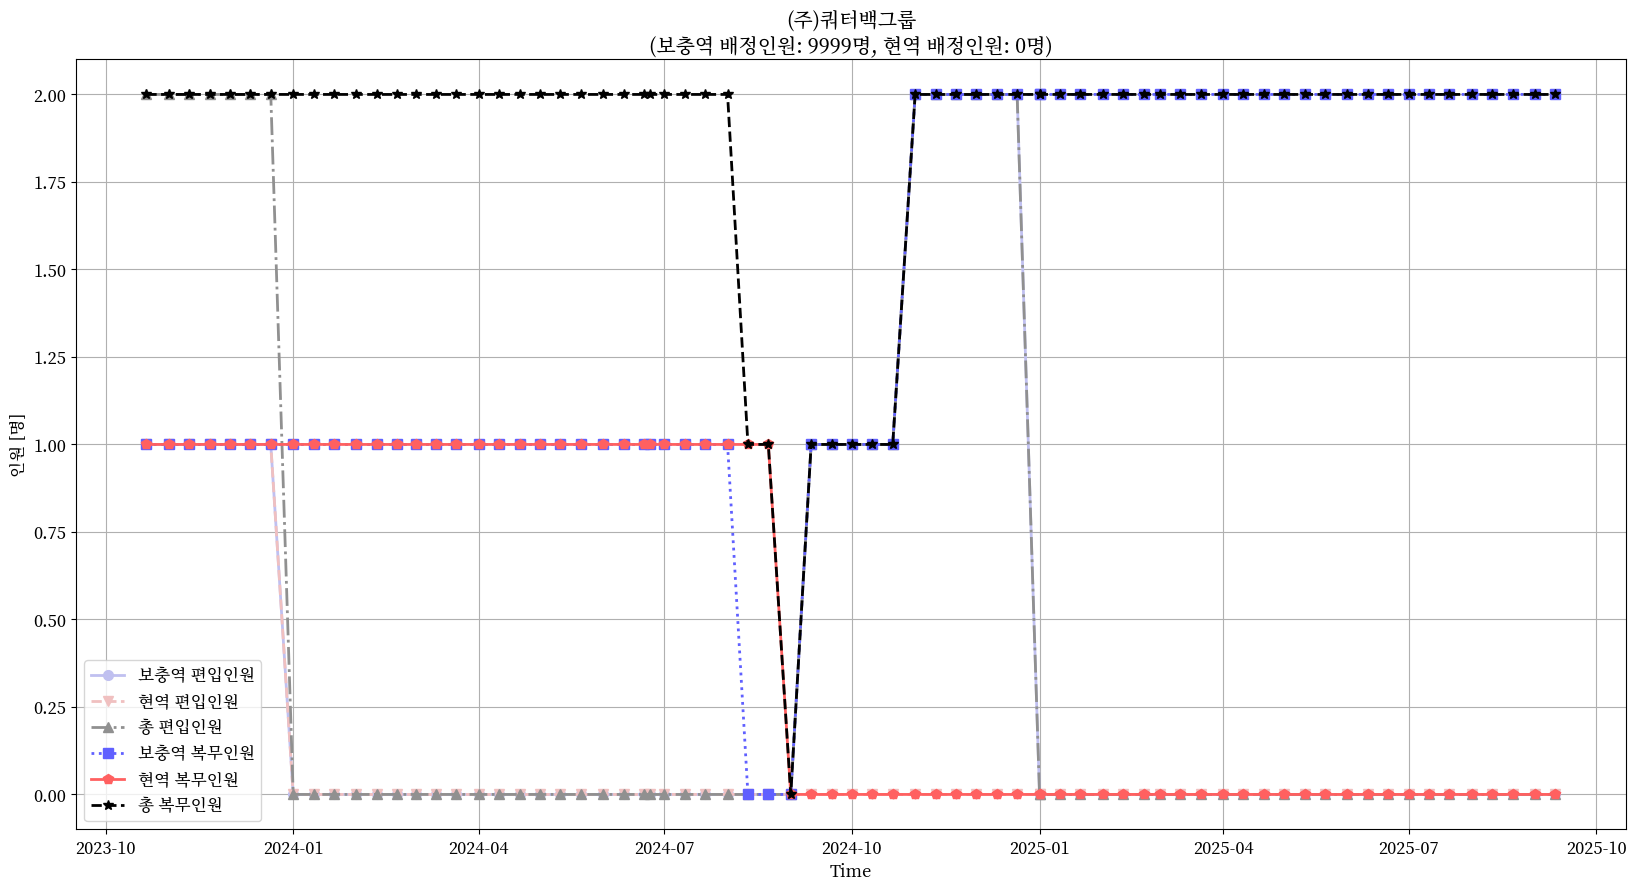 (주)쿼터백그룹
(보충역 배정인원: 9999명, 현역 배정인원: 0명)
인원 [명]
2.00
1.75
1.50
1.25
1.00
0.75
0.50
0.25
0.00
보충역 편입인원
현역 편입인원
총 편입인원
보충역 복무인원
현역 복무인원
총 복무인원
2023-10
2024-01
2024-04
2024-07
2024-10
2025-01
2025-04
2025-07
2025-10
Time